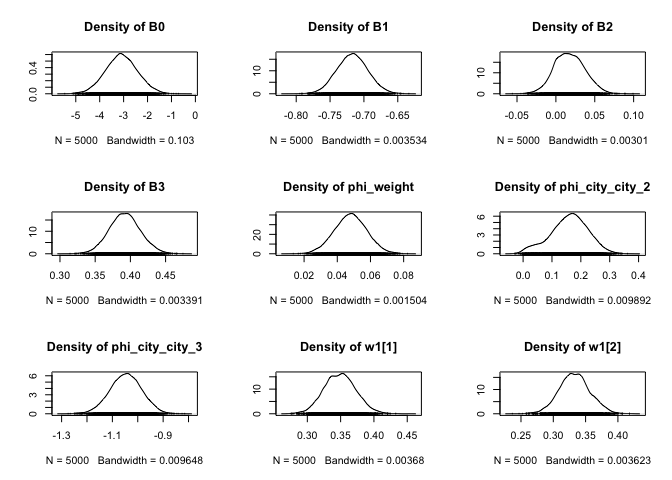 Density of B0
Density of B1
Density of B2
0.0 0.4
0 10
0 10
-5 -4 -3 -2 -1 0
-0.80 -0.75 -0.70 -0.65
-0.05 0.00 0.05 0.10
N = 5000 Bandwidth = 0.103
N = 5000 Bandwidth = 0.003534
N = 5000 Bandwidth = 0.00301
Density of B3
Density of phi_weight
Density of phi_city_city_2
0 10
0 20
0 3 6
0.30 0.35 0.40 0.45
0.02 0.04 0.06 0.08
0.0 0.1 0.2 0.3 0.4
N = 5000 Bandwidth = 0.003391
N = 5000 Bandwidth = 0.001504
N = 5000 Bandwidth = 0.009892
Density of phi_city_city_3
Density of w1[1]
Density of w1[2]
0 3 6
0 10
0 10
-1.3 -1.1 -0.9
0.30 0.35 0.40 0.45
0.25 0.30 0.35 0.40
N = 5000 Bandwidth = 0.009648
N = 5000 Bandwidth = 0.00368
N = 5000 Bandwidth = 0.003623